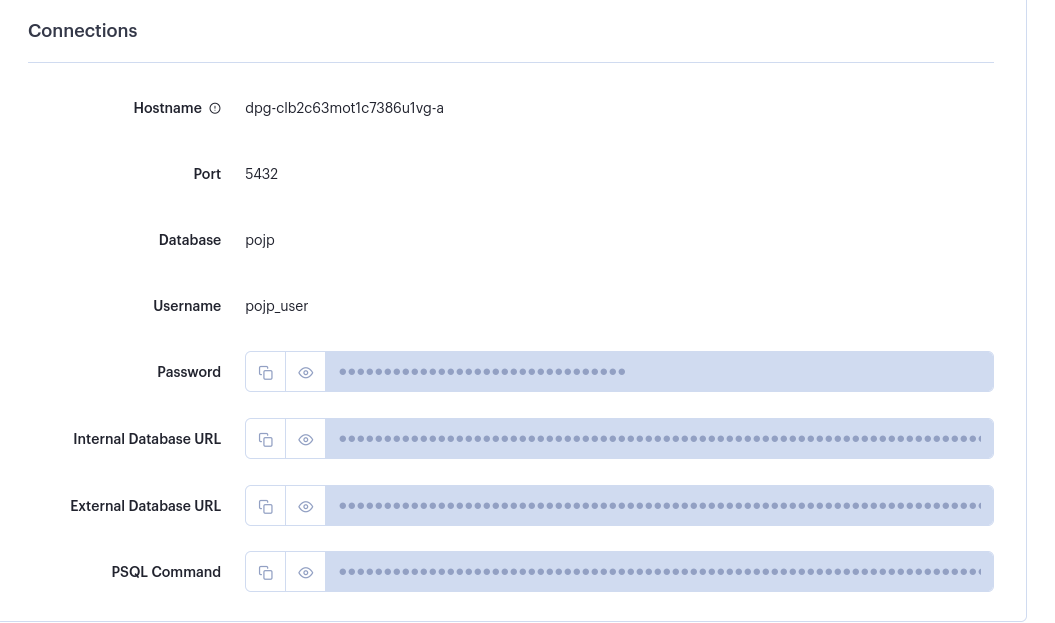 Connections
Hostname dpg-clb2c63mot1c7386u1vg-a
Port 5432
Database pojp
Username pojp_user
Password ••••••••••••••••••••••••••••••••
Internal Database URL ••••••••••••••••••••••••••••••••••••••••••••••••••••••••••••••••••••••••
External Database URL ••••••••••••••••••••••••••••••••••••••••••••••••••••••••••••••••••••••••
PSQL Command ••••••••••••••••••••••••••••••••••••••••••••••••••••••••••••••••••••••••